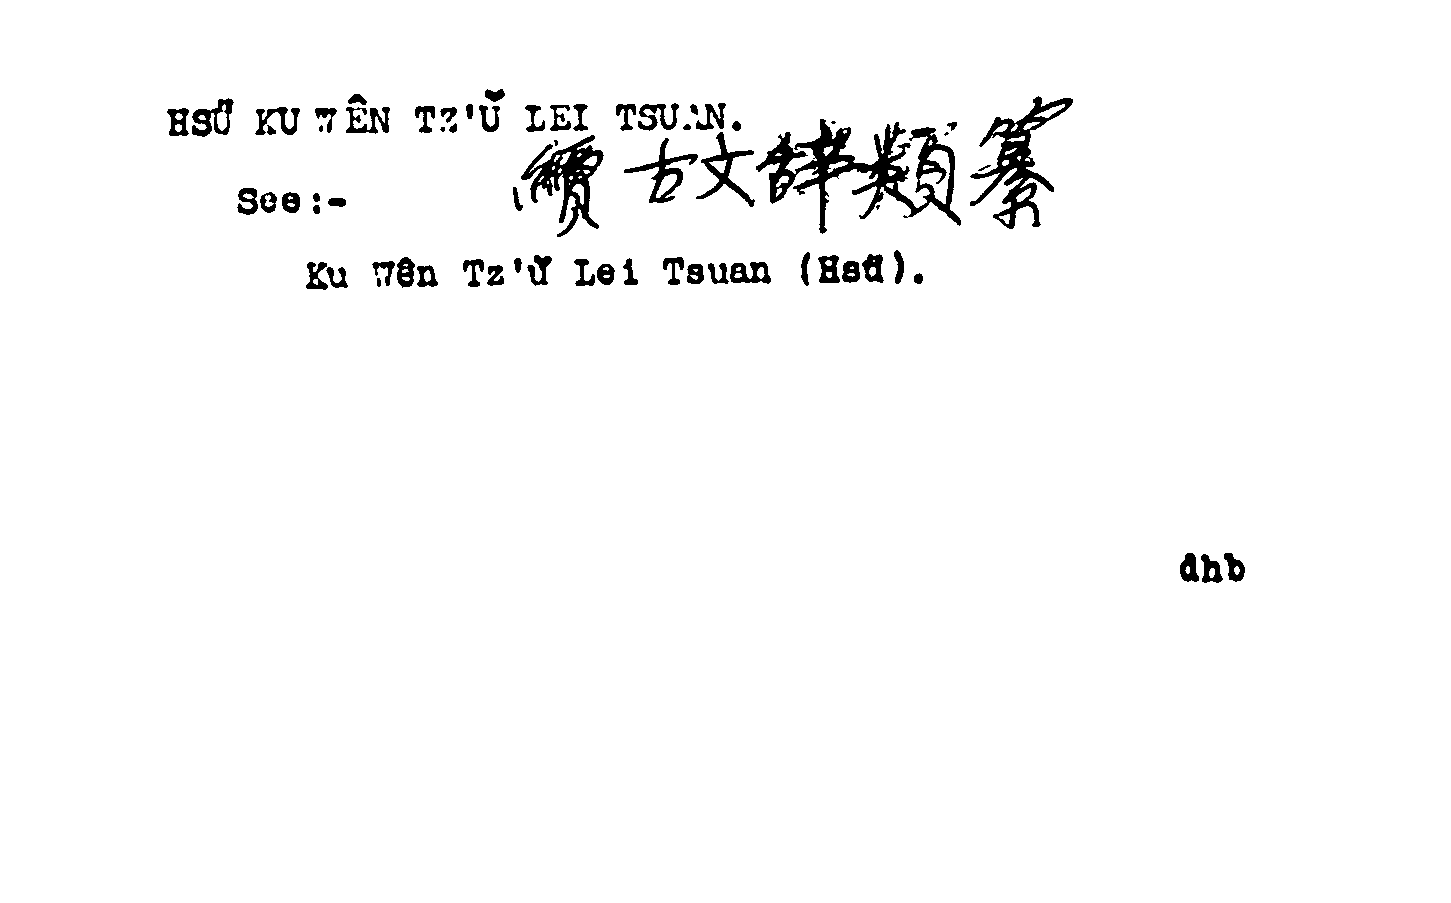 HSÜ KU WÊN TZ'Ŭ LEI TSUAN.
續古文辭類纂
See:-
Ku Wên Tz'ŭ Lei Tsuan (Hsü).
dhb